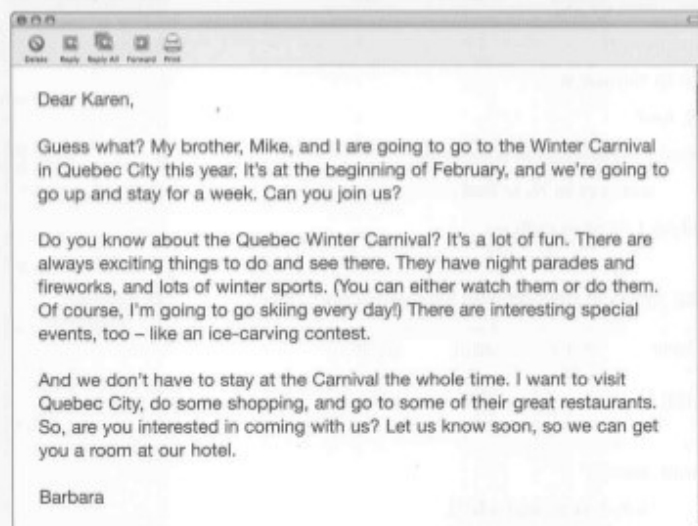 Delete Reply Reply All Forward Print
Dear Karen,
Guess what? My brother, Mike, and I are going to go to the Winter Carnival
in Quebec City this year. It's at the beginning of February, and we're going to
go up and stay for a week. Can you join us?
Do you know about the Quebec Winter Carnival? It's a lot of fun. There are
always exciting things to do and see there. They have night parades and
fireworks, and lots of winter sports. (You can either watch them or do them.
Of course, I'm going to go skiing every day!) There are interesting special
events, too – like an ice-carving contest.
And we don't have to stay at the Carnival the whole time. I want to visit
Quebec City, do some shopping, and go to some of their great restaurants.
So, are you interested in coming with us? Let us know soon, so we can get
you a room at our hotel.
Barbara